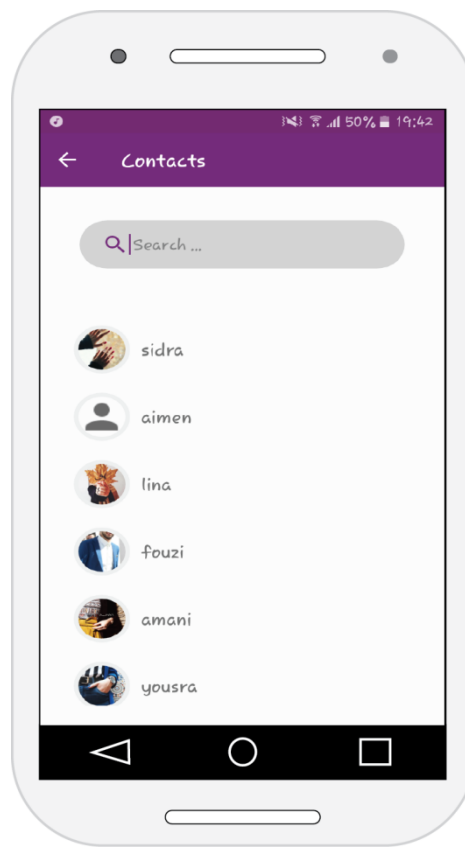 50% 19:42
Contacts
Search ...
sidra
aimen
lina
fouzi
amani
yousra